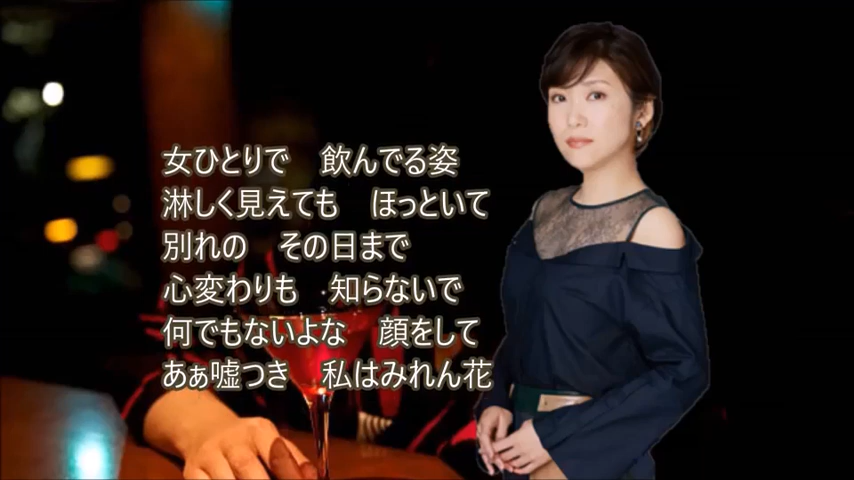 女ひとりで　飲んでる姿
淋しく見えても　ほっといて
別れの　その日まで
心変わりも　知らないで
何でもないよな　顔をして
あぁ嘘つき　私はみれん花